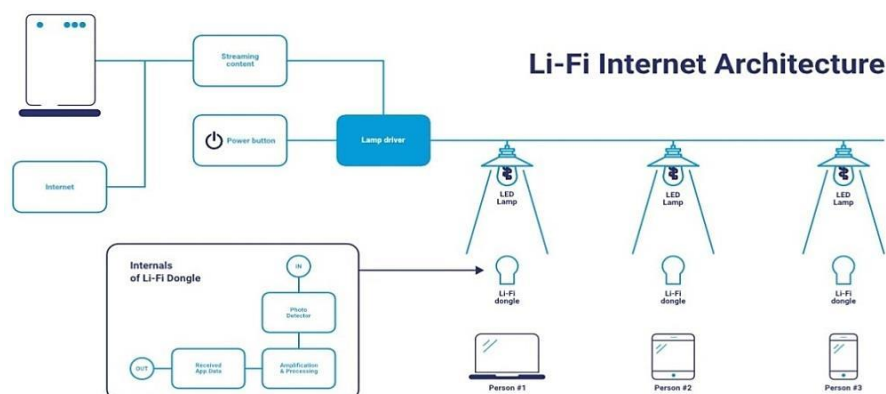 Li-Fi Internet Architecture
Streaming
content
Power button
Lamp driver
Internet
LED
Lamp
LED
Lamp
LED
Lamp
Internals
of Li-Fi Dongle
IN
Photo
Detector
OUT
Received
App Data
Amplification
& Processing
Li-Fi
dongle
Li-Fi
dongle
Li-Fi
dongle
Person #1
Person #2
Person #3